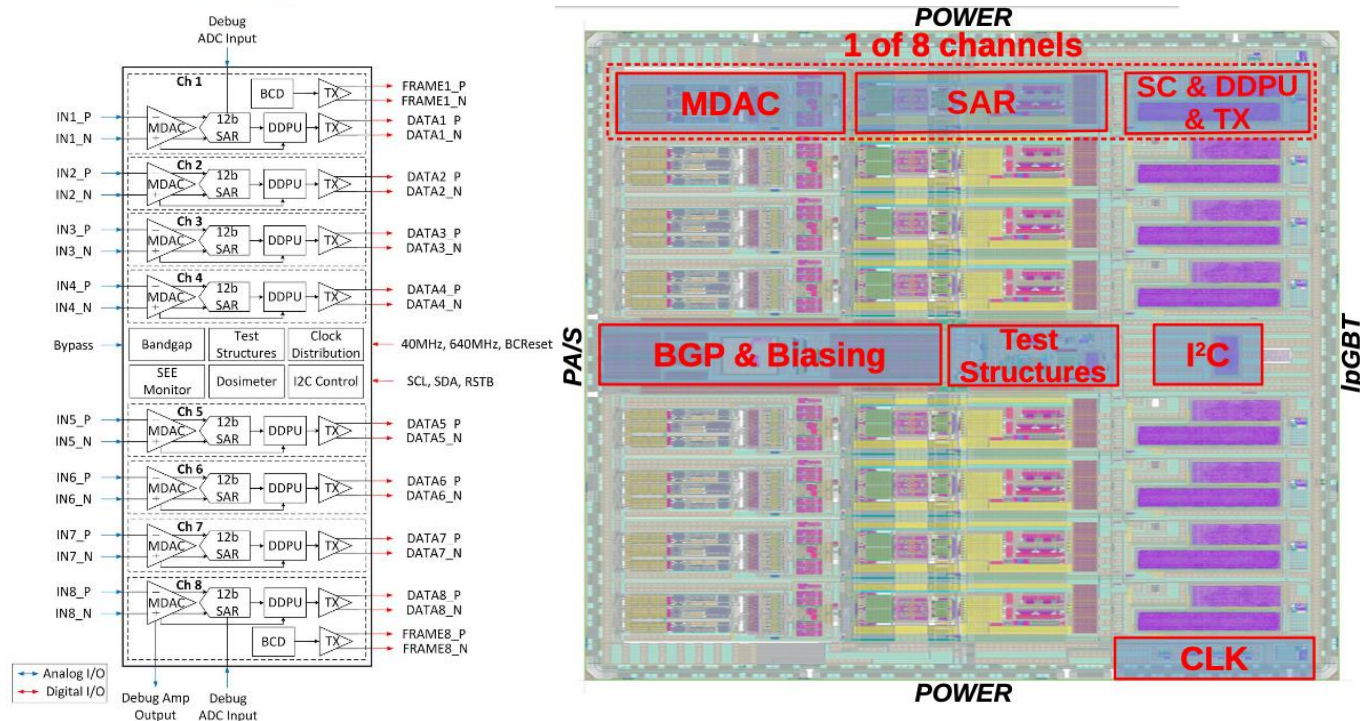 Debug
ADC Input
Ch 1
BCD
TX
FRAME1_P
FRAME1_N
IN1_P
IN1_N
MDAC
12b
SAR
DDPU
TX
DATA1_P
DATA1_N
Ch 2
IN2_P
IN2_N
MDAC
12b
SAR
DDPU
TX
DATA2_P
DATA2_N
Ch 3
IN3_P
IN3_N
MDAC
12b
SAR
DDPU
TX
DATA3_P
DATA3_N
Ch 4
IN4_P
IN4_N
MDAC
12b
SAR
DDPU
TX
DATA4_P
DATA4_N
Bypass
Bandgap
Test
Structures
Clock
Distribution
40MHz, 640MHz, BCReset
SEE
Monitor
Dosimeter
I2C Control
SCL, SDA, RSTB
Ch 5
IN5_P
IN5_N
MDAC
12b
SAR
DDPU
TX
DATA5_P
DATA5_N
Ch 6
IN6_P
IN6_N
MDAC
12b
SAR
DDPU
TX
DATA6_P
DATA6_N
Ch 7
IN7_P
IN7_N
MDAC
12b
SAR
DDPU
TX
DATA7_P
DATA7_N
Ch 8
IN8_P
IN8_N
MDAC
12b
SAR
DDPU
TX
DATA8_P
DATA8_N
BCD
TX
FRAME8_P
FRAME8_N
Analog I/O
Digital I/O
Debug Amp
Output
Debug
ADC Input
POWER
1 of 8 channels
MDAC
SAR
SC & DDPU
& TX
PA/S
BGP & Biasing
Test
Structures
I²C
lpGBT
CLK
POWER